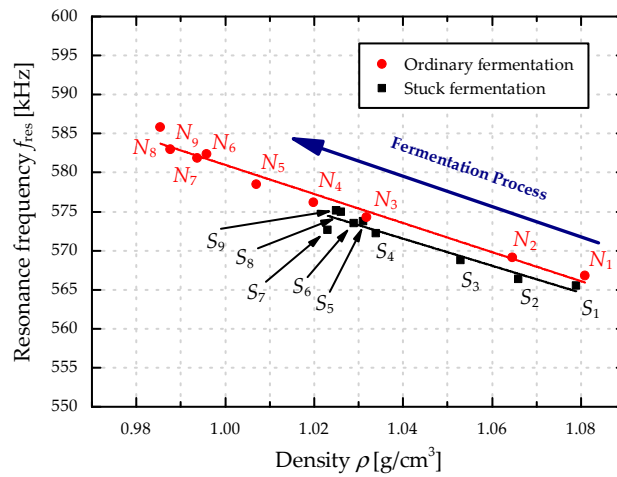 600
595
590
585
580
575
570
565
560
555
550
Resonance frequency f_res [kHz]
Ordinary fermentation
Stuck fermentation
Fermentation Process
N₈
N₉
N₆
N₇
N₅
N₄
N₃
N₂
N₁
S₉
S₈
S₇
S₆
S₅
S₄
S₃
S₂
S₁
0.98
1.00
1.02
1.04
1.06
1.08
Density ρ [g/cm³]